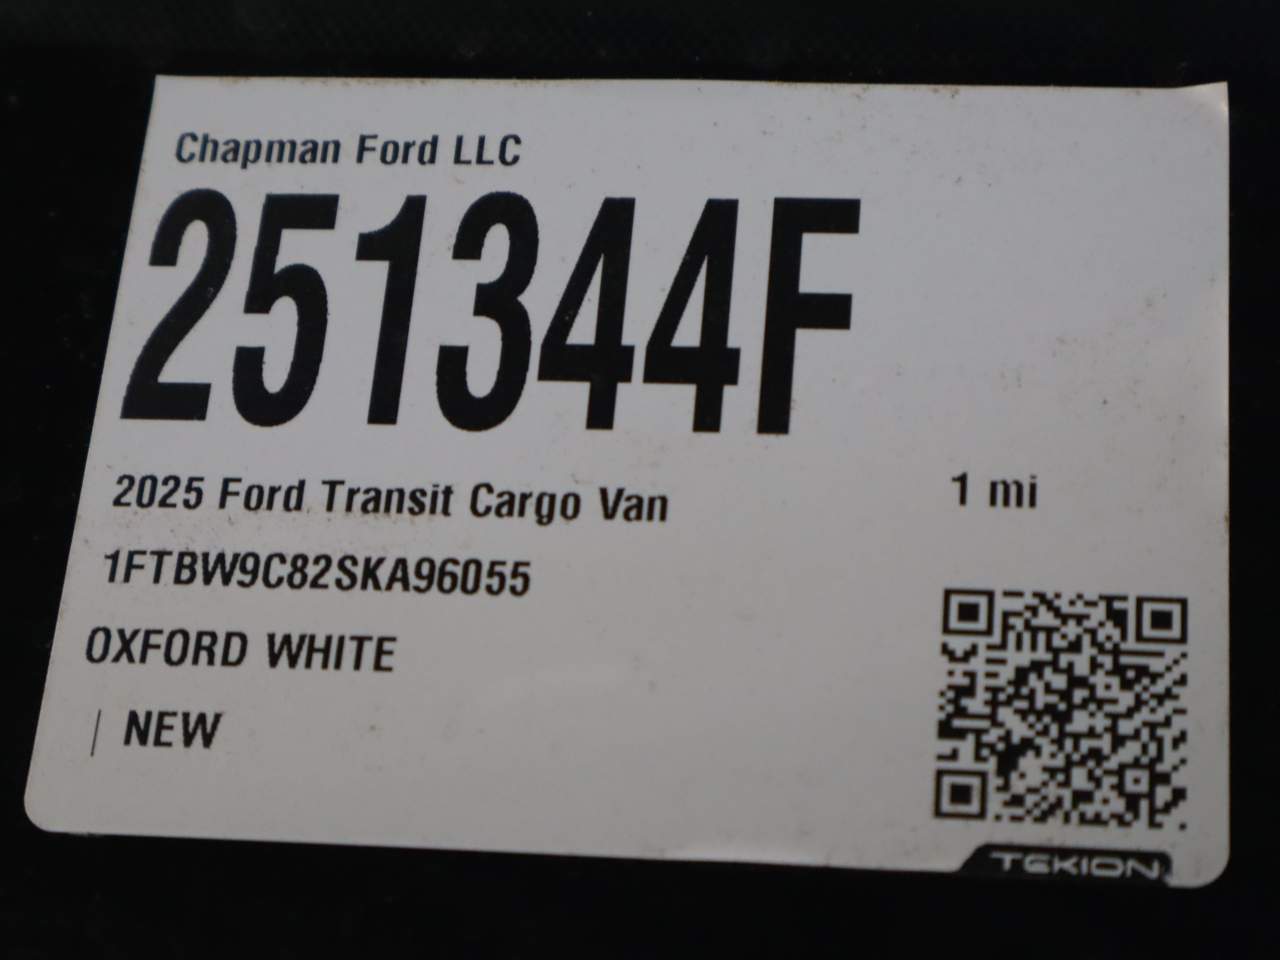 Chapman Ford LLC
251344F
2025 Ford Transit Cargo Van
1 mi
1FTBW9C82SKA96055
OXFORD WHITE
| NEW
TEKION